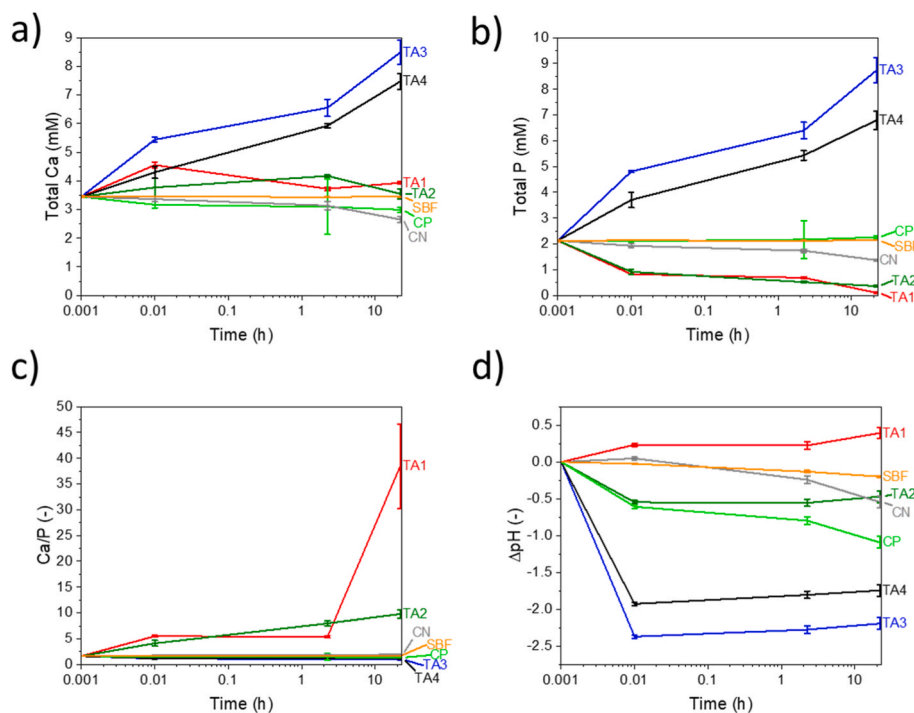 a)
9
8
7
6
5
4
3
2
1
0
Total Ca (mM)
0.001 0.01 0.1 1 10
Time (h)
TA3
TA4
TA1
TA2
SBF
CP
CN
b)
10
9
8
7
6
5
4
3
2
1
0
Total P (mM)
0.001 0.01 0.1 1 10
Time (h)
TA3
TA4
CP
SBF
CN
TA2
TA1
c)
50
45
40
35
30
25
20
15
10
5
0
Ca/P (-)
0.001 0.01 0.1 1 10
Time (h)
TA1
TA2
CN
SBF
CP
TA3
TA4
d)
0.5
0.0
-0.5
-1.0
-1.5
-2.0
-2.5
ΔpH (-)
0.001 0.01 0.1 1 10
Time (h)
TA1
SBF
TA2
CN
CP
TA4
TA3